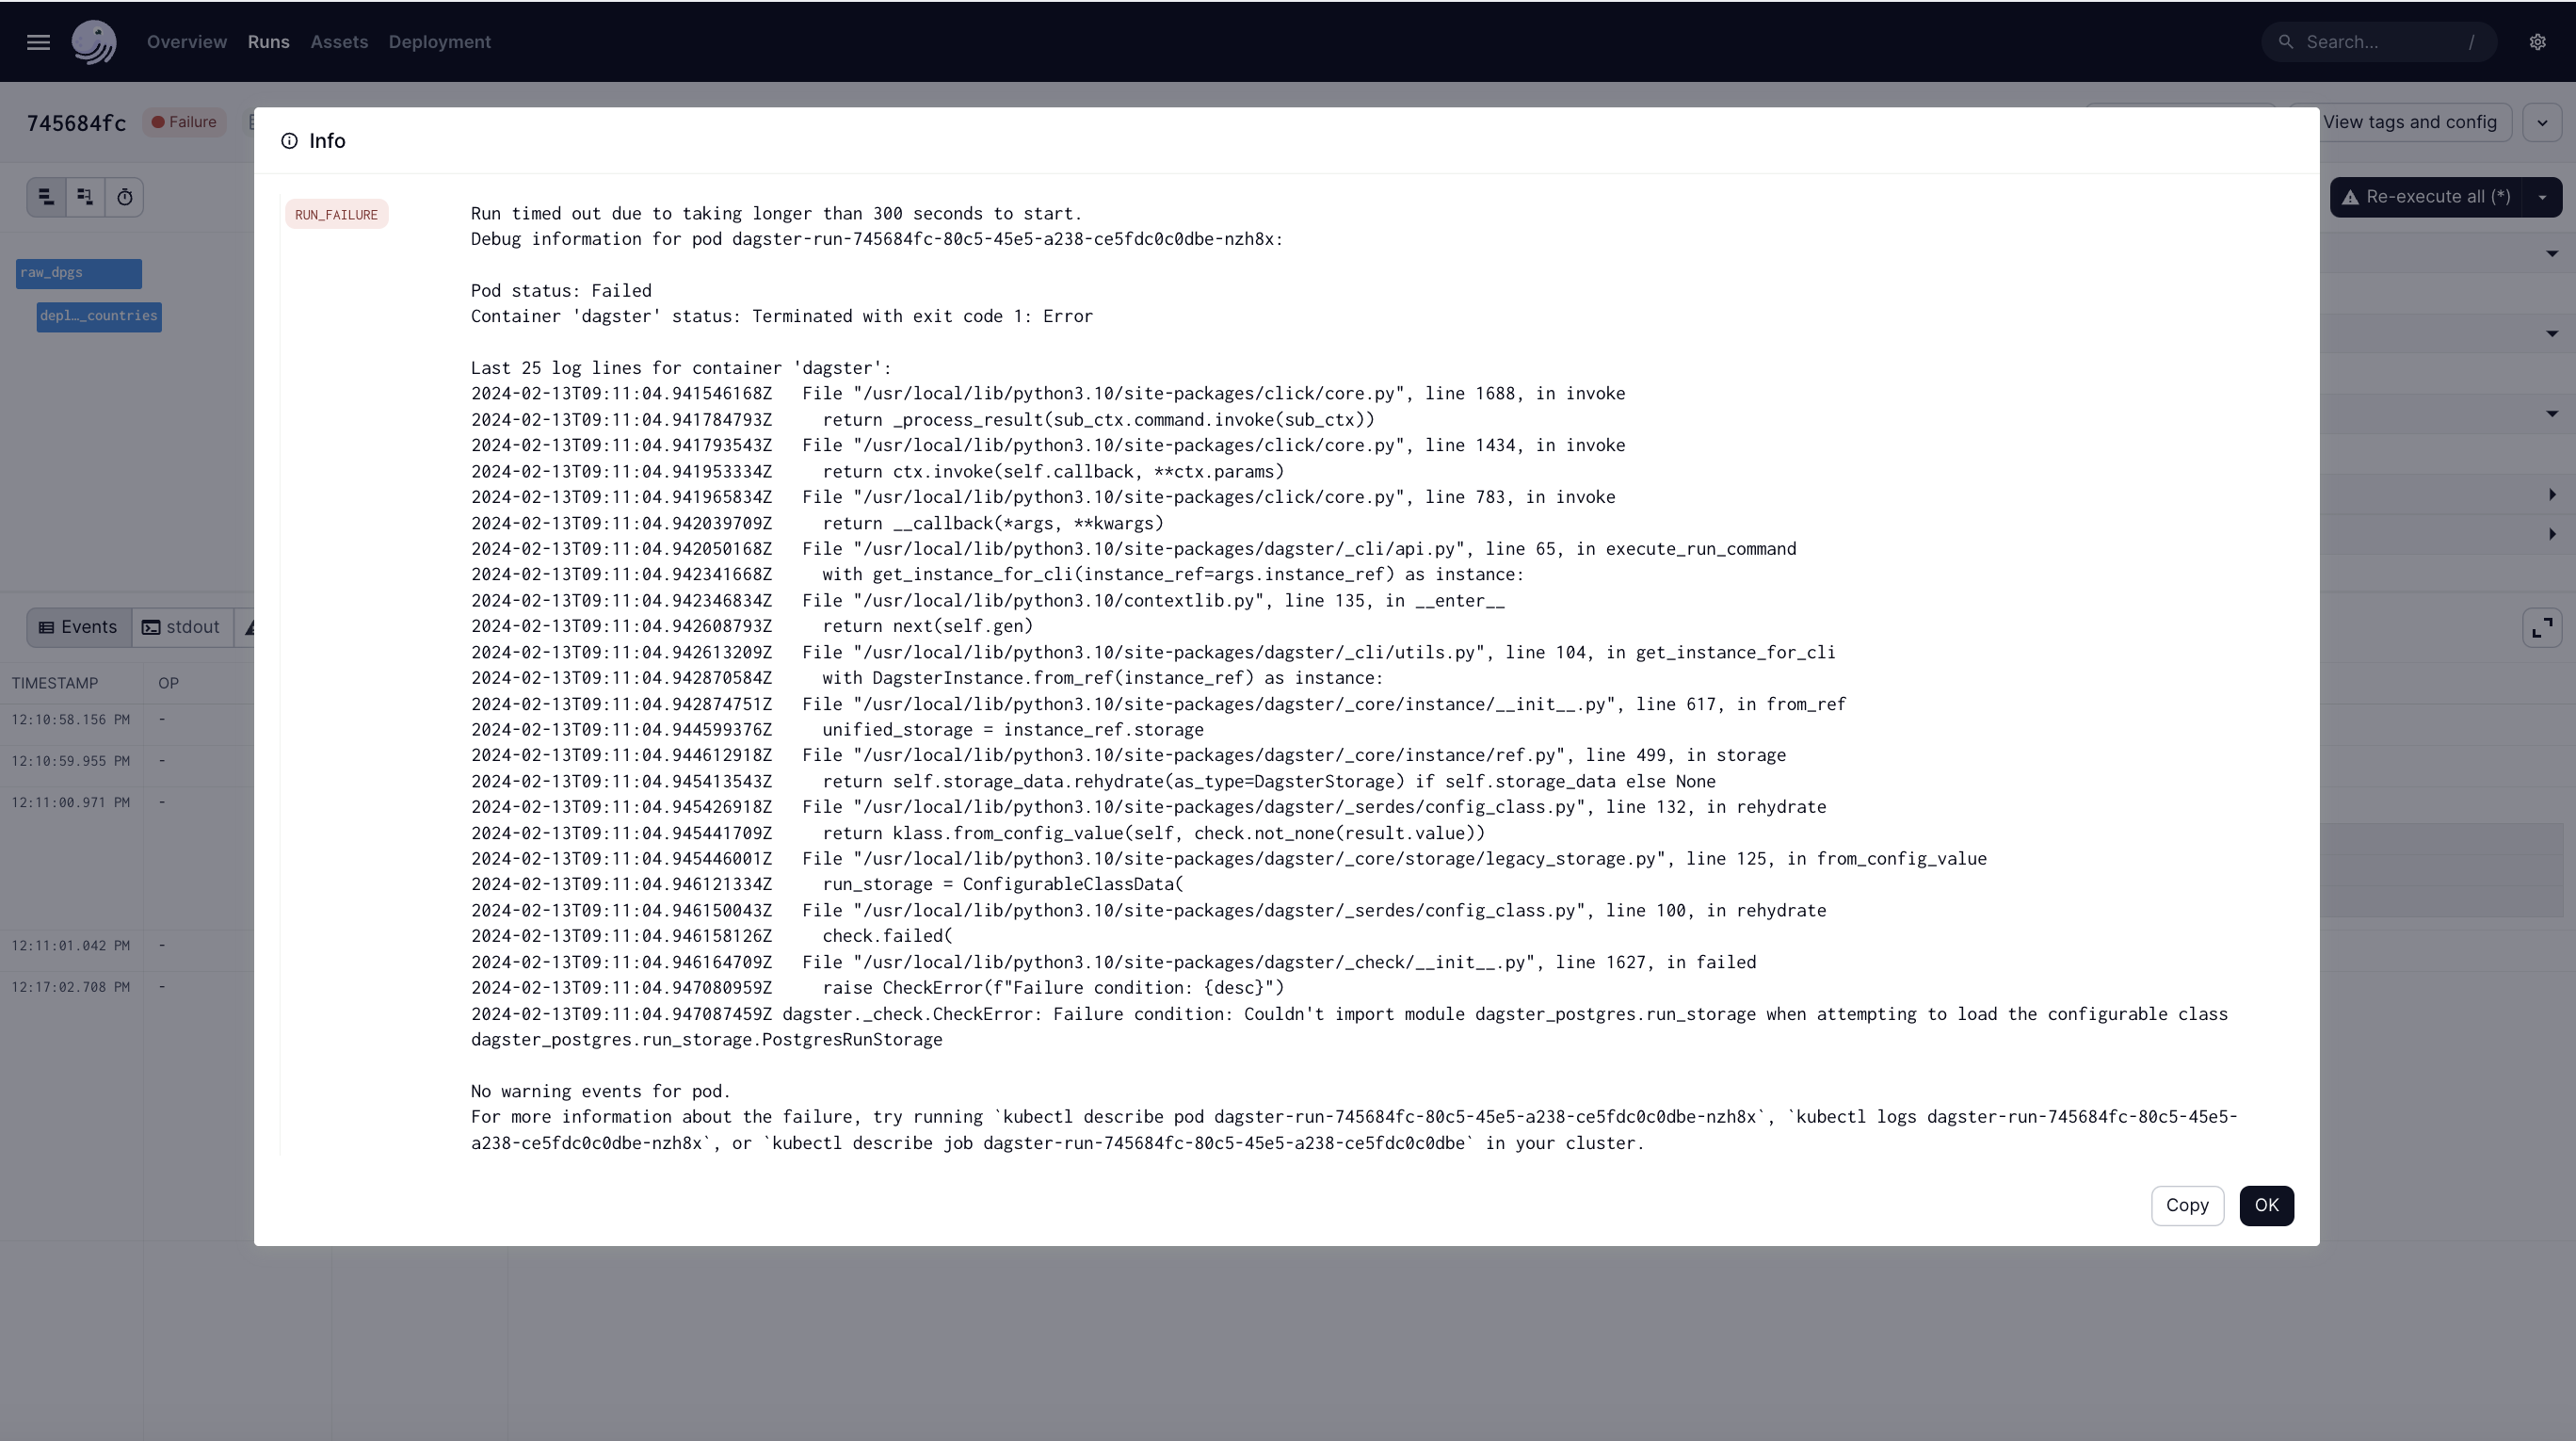 Overview Runs Assets Deployment Search... /
745684fc Failure View tags and config
Info
Re-execute all (*)
raw_dpgs
depl…_countries
RUN_FAILURE
Run timed out due to taking longer than 300 seconds to start.
Debug information for pod dagster-run-745684fc-80c5-45e5-a238-ce5fdc0c0dbe-nzh8x:
Pod status: Failed
Container 'dagster' status: Terminated with exit code 1: Error
Last 25 log lines for container 'dagster':
2024-02-13T09:11:04.941546168Z   File "/usr/local/lib/python3.10/site-packages/click/core.py", line 1688, in invoke
2024-02-13T09:11:04.941784793Z     return _process_result(sub_ctx.command.invoke(sub_ctx))
2024-02-13T09:11:04.941793543Z   File "/usr/local/lib/python3.10/site-packages/click/core.py", line 1434, in invoke
2024-02-13T09:11:04.941953334Z     return ctx.invoke(self.callback, **ctx.params)
2024-02-13T09:11:04.941965834Z   File "/usr/local/lib/python3.10/site-packages/click/core.py", line 783, in invoke
2024-02-13T09:11:04.942039709Z     return __callback(*args, **kwargs)
2024-02-13T09:11:04.942050168Z   File "/usr/local/lib/python3.10/site-packages/dagster/_cli/api.py", line 65, in execute_run_command
2024-02-13T09:11:04.942341668Z     with get_instance_for_cli(instance_ref=args.instance_ref) as instance:
2024-02-13T09:11:04.942346834Z   File "/usr/local/lib/python3.10/contextlib.py", line 135, in __enter__
2024-02-13T09:11:04.942608793Z     return next(self.gen)
2024-02-13T09:11:04.942613209Z   File "/usr/local/lib/python3.10/site-packages/dagster/_cli/utils.py", line 104, in get_instance_for_cli
2024-02-13T09:11:04.942870584Z     with DagsterInstance.from_ref(instance_ref) as instance:
2024-02-13T09:11:04.942874751Z   File "/usr/local/lib/python3.10/site-packages/dagster/_core/instance/__init__.py", line 617, in from_ref
2024-02-13T09:11:04.944599376Z     unified_storage = instance_ref.storage
2024-02-13T09:11:04.944612918Z   File "/usr/local/lib/python3.10/site-packages/dagster/_core/instance/ref.py", line 499, in storage
2024-02-13T09:11:04.945413543Z     return self.storage_data.rehydrate(as_type=DagsterStorage) if self.storage_data else None
2024-02-13T09:11:04.945426918Z   File "/usr/local/lib/python3.10/site-packages/dagster/_serdes/config_class.py", line 132, in rehydrate
2024-02-13T09:11:04.945441709Z     return klass.from_config_value(self, check.not_none(result.value))
2024-02-13T09:11:04.945446001Z   File "/usr/local/lib/python3.10/site-packages/dagster/_core/storage/legacy_storage.py", line 125, in from_config_value
2024-02-13T09:11:04.946121334Z     run_storage = ConfigurableClassData(
2024-02-13T09:11:04.946150043Z   File "/usr/local/lib/python3.10/site-packages/dagster/_serdes/config_class.py", line 100, in rehydrate
2024-02-13T09:11:04.946158126Z     check.failed(
2024-02-13T09:11:04.946164709Z   File "/usr/local/lib/python3.10/site-packages/dagster/_check/__init__.py", line 1627, in failed
2024-02-13T09:11:04.947080959Z     raise CheckError(f"Failure condition: {desc}")
2024-02-13T09:11:04.947087459Z dagster._check.CheckError: Failure condition: Couldn't import module dagster_postgres.run_storage when attempting to load the configurable class
dagster_postgres.run_storage.PostgresRunStorage
No warning events for pod.
For more information about the failure, try running `kubectl describe pod dagster-run-745684fc-80c5-45e5-a238-ce5fdc0c0dbe-nzh8x`, `kubectl logs dagster-run-745684fc-80c5-45e5-
a238-ce5fdc0c0dbe-nzh8x`, or `kubectl describe job dagster-run-745684fc-80c5-45e5-a238-ce5fdc0c0dbe` in your cluster.
Copy OK
Events stdout
TIMESTAMP OP
12:10:58.156 PM -
12:10:59.955 PM -
12:11:00.971 PM -
12:11:01.042 PM -
12:17:02.708 PM -